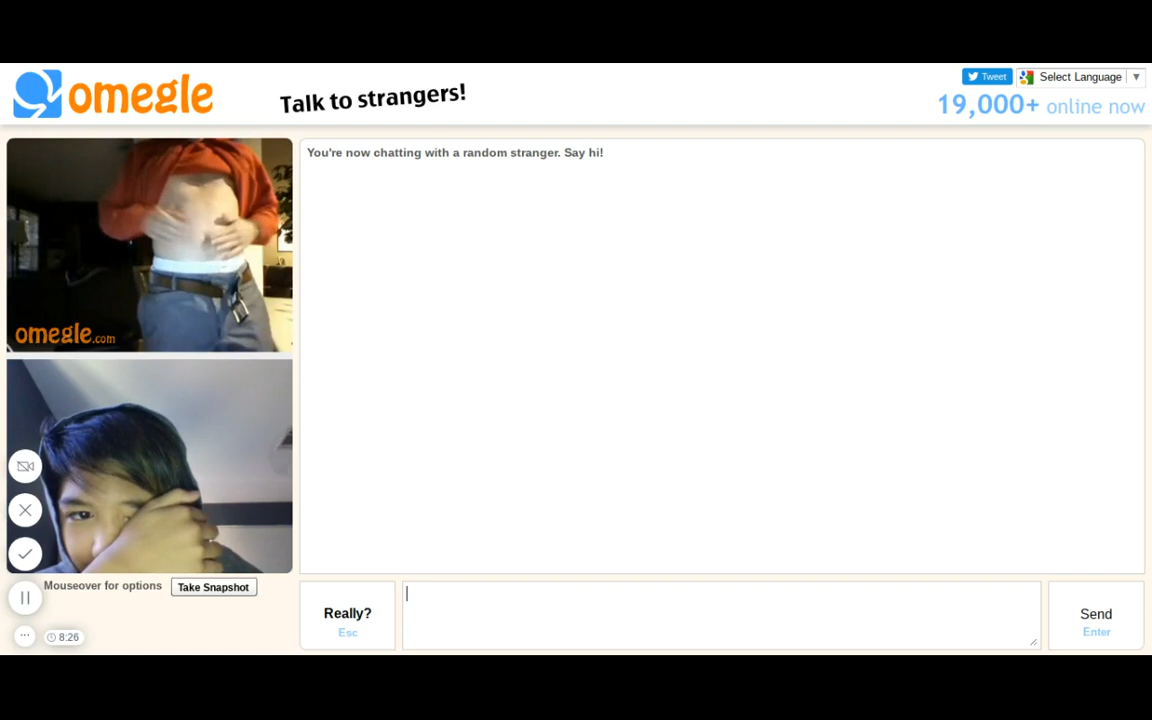 omegle
Talk to strangers!
Tweet
Select Language ▼
19,000+ online now
You're now chatting with a random stranger. Say hi!
omegle.com
Mouseover for options
Take Snapshot
8:26
Really?
Esc
Send
Enter